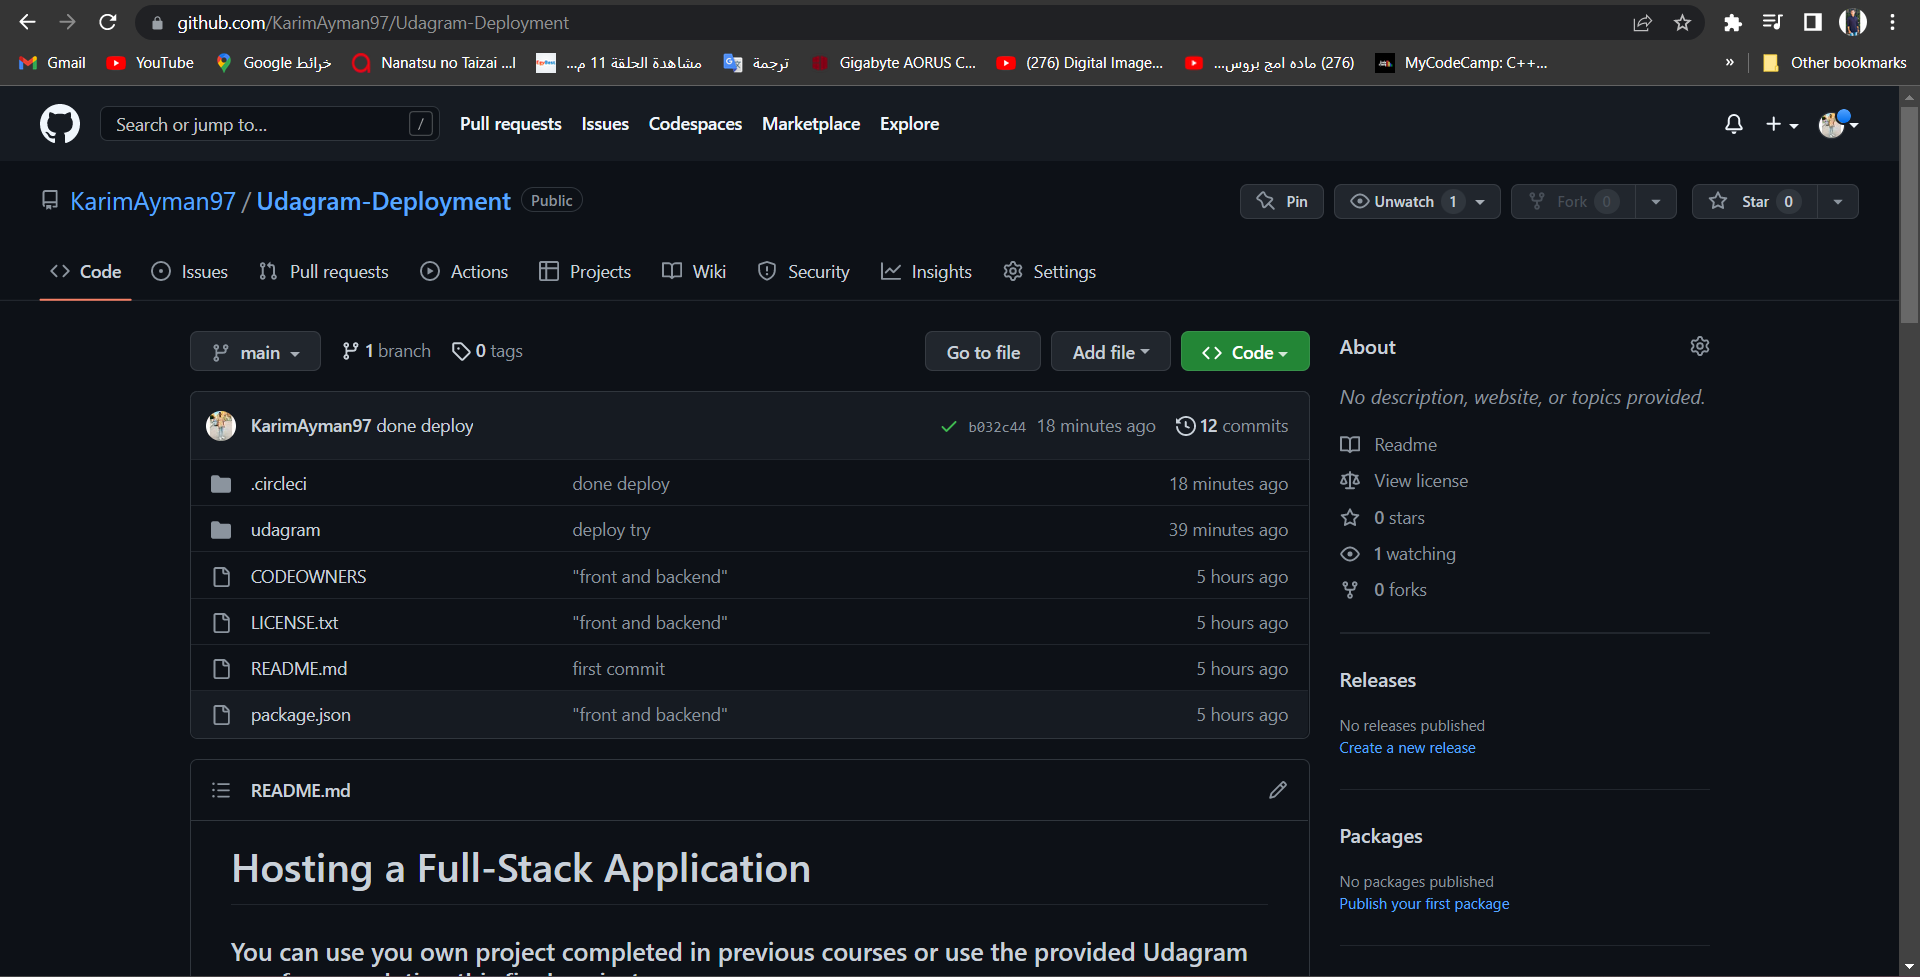 github.com/KarimAyman97/Udagram-Deployment
Gmail
YouTube
خرائط Google
Nanatsu no Taizai ...I
مشاهدة الحلقة 11 م...
ترجمة
Gigabyte AORUS C...
(276) Digital Image...
(276) ماده امج بروس...
MyCodeCamp: C++...
»
Other bookmarks
Search or jump to...
/
Pull requests
Issues
Codespaces
Marketplace
Explore
KarimAyman97 / Udagram-Deployment
Public
Pin
Unwatch 1
Fork 0
Star 0
Code
Issues
Pull requests
Actions
Projects
Wiki
Security
Insights
Settings
main
1 branch
0 tags
Go to file
Add file
Code
KarimAyman97 done deploy
b032c44 18 minutes ago
12 commits
.circleci
done deploy
18 minutes ago
udagram
deploy try
39 minutes ago
CODEOWNERS
"front and backend"
5 hours ago
LICENSE.txt
"front and backend"
5 hours ago
README.md
first commit
5 hours ago
package.json
"front and backend"
5 hours ago
README.md
Hosting a Full-Stack Application
You can use you own project completed in previous courses or use the provided Udagram
About
No description, website, or topics provided.
Readme
View license
0 stars
1 watching
0 forks
Releases
No releases published
Create a new release
Packages
No packages published
Publish your first package